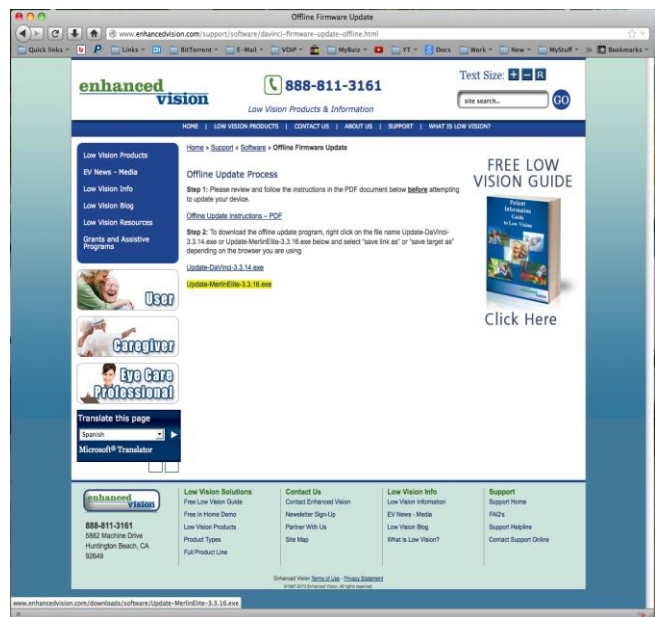 Offline Firmware Update
www.enhancedvision.com/support/software/davinci-firmware-update-offline.html
Quick links
Links
BitTorrent
E-Mail
VOIP
MyBaiz
YT
Docs
Work
New
MyStuff
Bookmarks
enhanced
vision
888-811-3161
Low Vision Products & Information
Text Size: + - R
site search...
GO
HOME | LOW VISION PRODUCTS | CONTACT US | ABOUT US | SUPPORT | WHAT IS LOW VISION?
Low Vision Products
EV News - Media
Low Vision Info
Low Vision Blog
Low Vision Resources
Grants and Assistive
Programs
User
Caregiver
Eye Care
Professional
Translate this page
Spanish
Microsoft® Translator
Home » Support » Software » Offline Firmware Update
Offline Update Process
Step 1: Please review and follow the instructions in the PDF document below before attempting
to update your device.
Offline Update Instructions – PDF
Step 2: To download the offline update program, right click on the file name Update-DaVinci-
3.3.14.exe or Update-MerlinElite-3.3.16.exe below and select "save link as" or "save target as"
depending on the browser you are using.
Update-DaVinci-3.3.14.exe
Update-MerlinElite-3.3.16.exe
FREE LOW
VISION GUIDE
Patient
Information
Guide
to Low Vision
Click Here
enhanced
vision
888-811-3161
5882 Machine Drive
Huntington Beach, CA
92649
Low Vision Solutions
Free Low Vision Guide
Free In Home Demo
Low Vision Products
Product Types
Full Product Line
Contact Us
Contact Enhanced Vision
Newsletter Sign-Up
Partner With Us
Site Map
Low Vision Info
Low Vision Information
EV News - Media
Low Vision Blog
What is Low Vision?
Support
Support Home
FAQ's
Support Helpline
Contact Support Online
Enhanced Vision Terms of Use - Privacy Statement
©1997-2013 Enhanced Vision, All rights reserved.
www.enhancedvision.com/downloads/software/Update-MerlinElite-3.3.16.exe